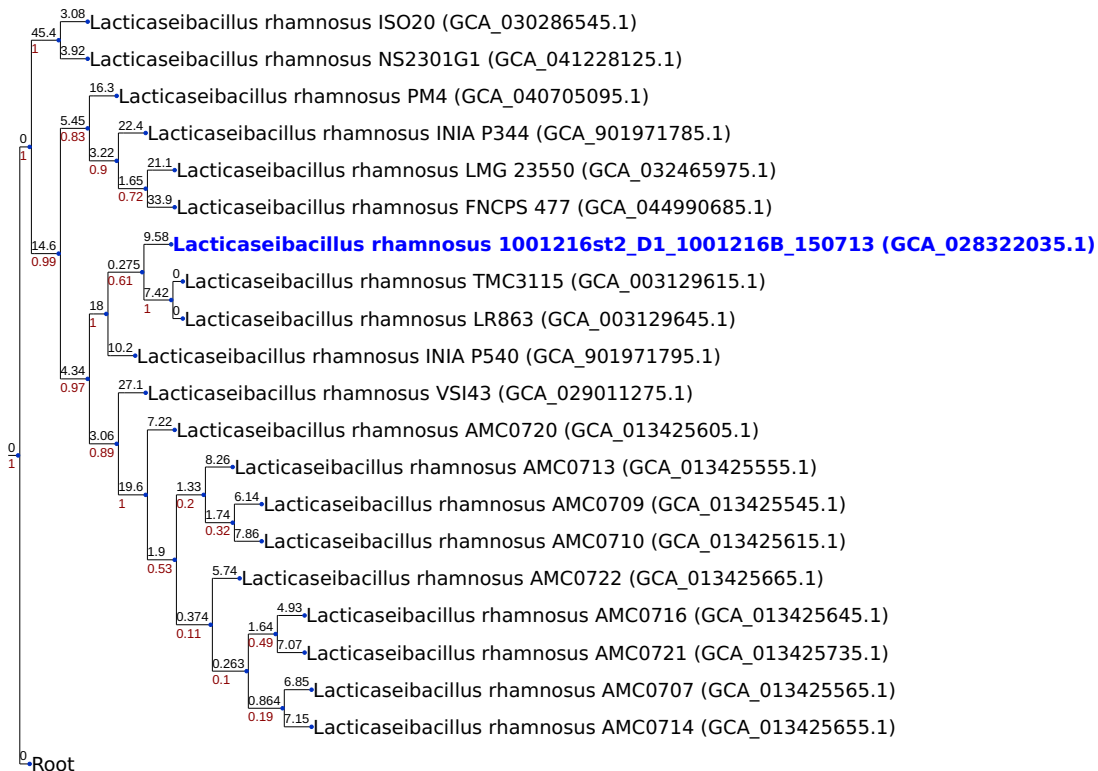 3.08
Lacticaseibacillus rhamnosus ISO20 (GCA_030286545.1)
45.4
1
3.92
Lacticaseibacillus rhamnosus NS2301G1 (GCA_041228125.1)
16.3
Lacticaseibacillus rhamnosus PM4 (GCA_040705095.1)
5.45
0.83
22.4
Lacticaseibacillus rhamnosus INIA P344 (GCA_901971785.1)
0
1
3.22
0.9
21.1
Lacticaseibacillus rhamnosus LMG 23550 (GCA_032465975.1)
1.65
0.72
33.9
Lacticaseibacillus rhamnosus FNCPS 477 (GCA_044990685.1)
14.6
0.99
9.58
Lacticaseibacillus rhamnosus 1001216st2_D1_1001216B_150713 (GCA_028322035.1)
0.275
0.61
0
Lacticaseibacillus rhamnosus TMC3115 (GCA_003129615.1)
7.42
1
0
Lacticaseibacillus rhamnosus LR863 (GCA_003129645.1)
18
1
10.2
Lacticaseibacillus rhamnosus INIA P540 (GCA_901971795.1)
4.34
0.97
27.1
Lacticaseibacillus rhamnosus VSI43 (GCA_029011275.1)
3.06
0.89
7.22
Lacticaseibacillus rhamnosus AMC0720 (GCA_013425605.1)
0
1
8.26
Lacticaseibacillus rhamnosus AMC0713 (GCA_013425555.1)
19.6
1
1.33
0.2
6.14
Lacticaseibacillus rhamnosus AMC0709 (GCA_013425545.1)
1.74
0.32
7.86
Lacticaseibacillus rhamnosus AMC0710 (GCA_013425615.1)
1.9
0.53
5.74
Lacticaseibacillus rhamnosus AMC0722 (GCA_013425665.1)
0.374
0.11
4.93
Lacticaseibacillus rhamnosus AMC0716 (GCA_013425645.1)
1.64
0.49
7.07
Lacticaseibacillus rhamnosus AMC0721 (GCA_013425735.1)
0.263
0.1
6.85
Lacticaseibacillus rhamnosus AMC0707 (GCA_013425565.1)
0.864
0.19
7.15
Lacticaseibacillus rhamnosus AMC0714 (GCA_013425655.1)
0
Root